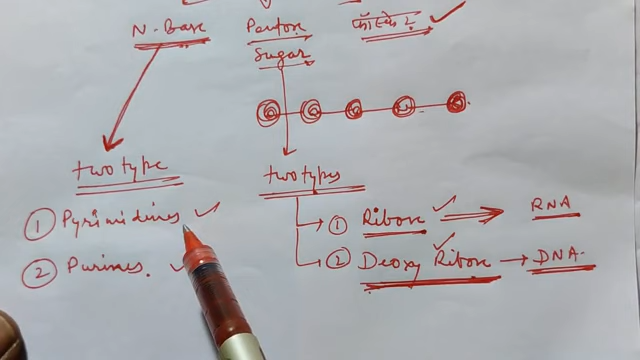 N-Base Pentose फॉस्फेट
Sugar
two type two types
① Pyrimidines ① Ribose → RNA
② Purines. ② Deoxy Ribose → DNA.